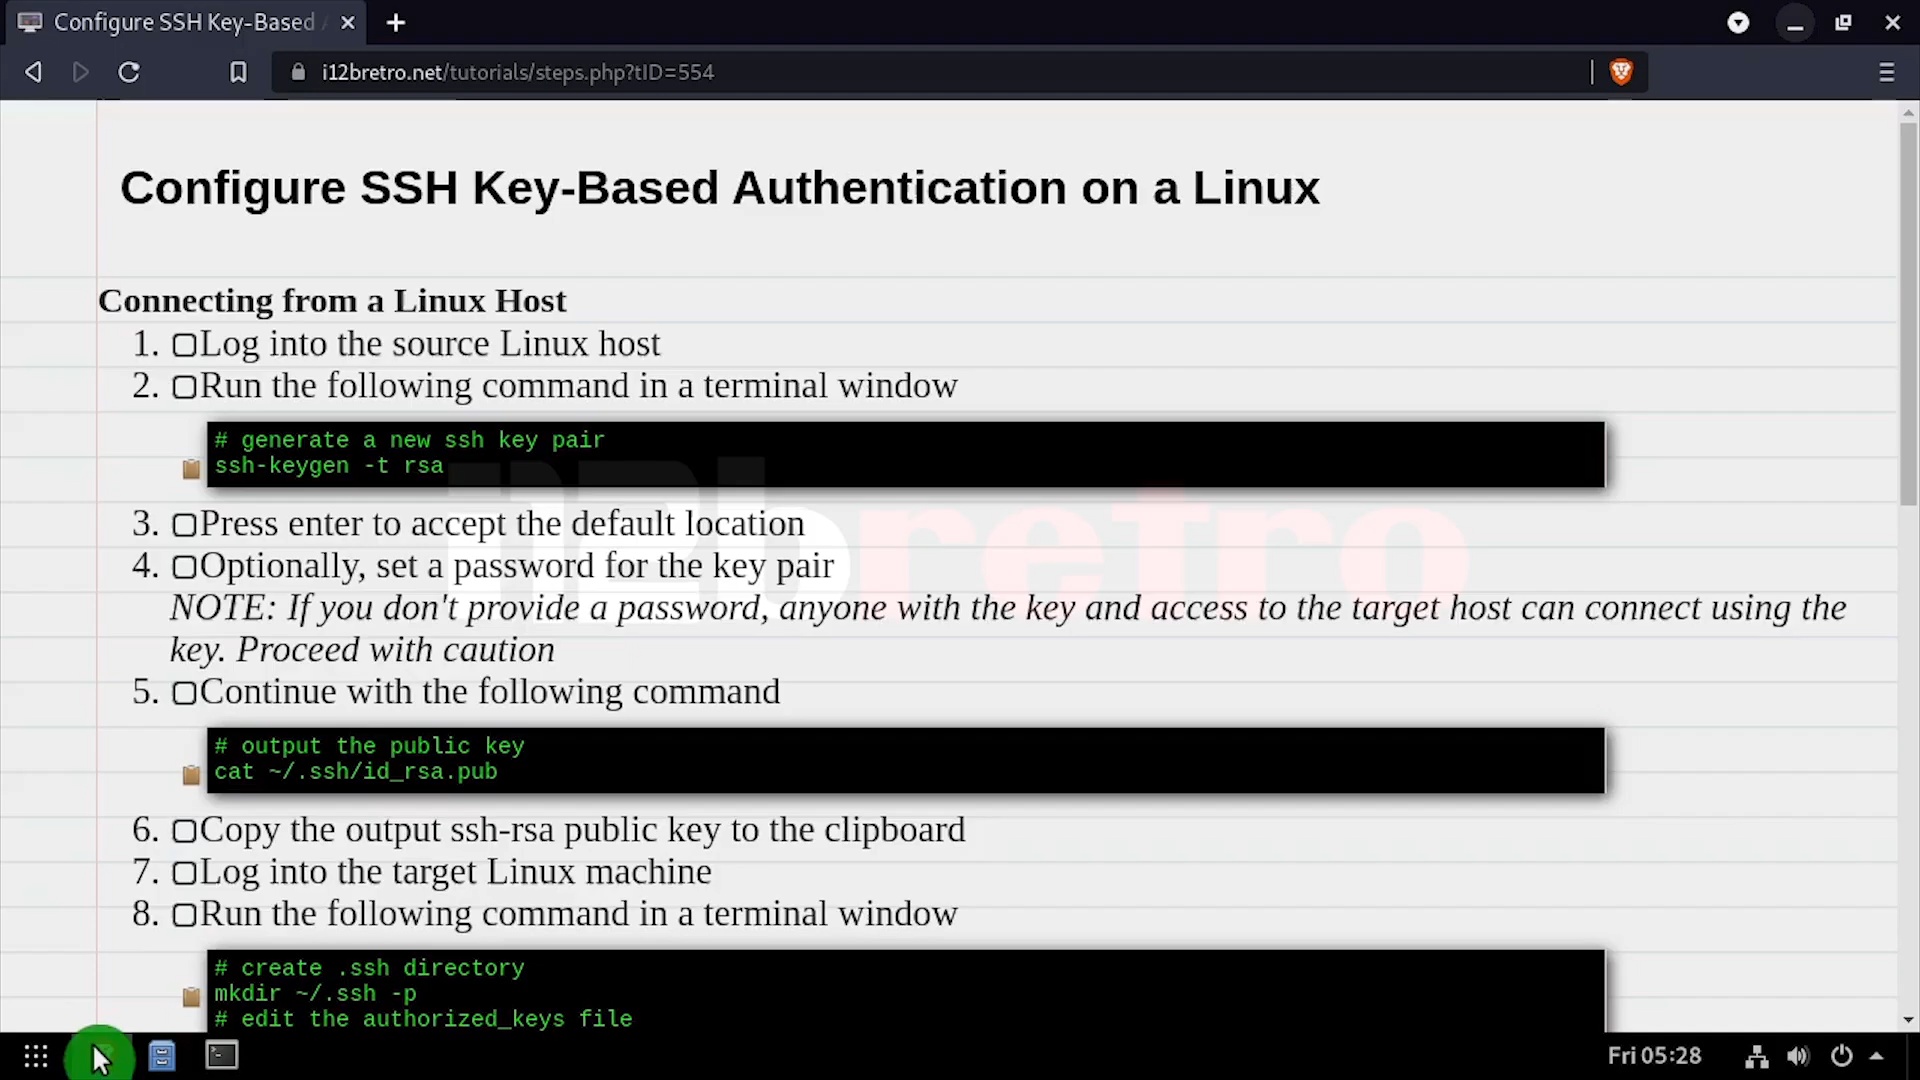 Configure SSH Key-Based A
i12bretro.net/tutorials/steps.php?tID=554
Configure SSH Key-Based Authentication on a Linux
Connecting from a Linux Host
1. Log into the source Linux host
2. Run the following command in a terminal window
# generate a new ssh key pair
ssh-keygen -t rsa
3. Press enter to accept the default location
4. Optionally, set a password for the key pair
NOTE: If you don't provide a password, anyone with the key and access to the target host can connect using the
key. Proceed with caution
5. Continue with the following command
# output the public key
cat ~/.ssh/id_rsa.pub
6. Copy the output ssh-rsa public key to the clipboard
7. Log into the target Linux machine
8. Run the following command in a terminal window
# create .ssh directory
mkdir ~/.ssh -p
# edit the authorized_keys file
i12bretro
Fri 05:28